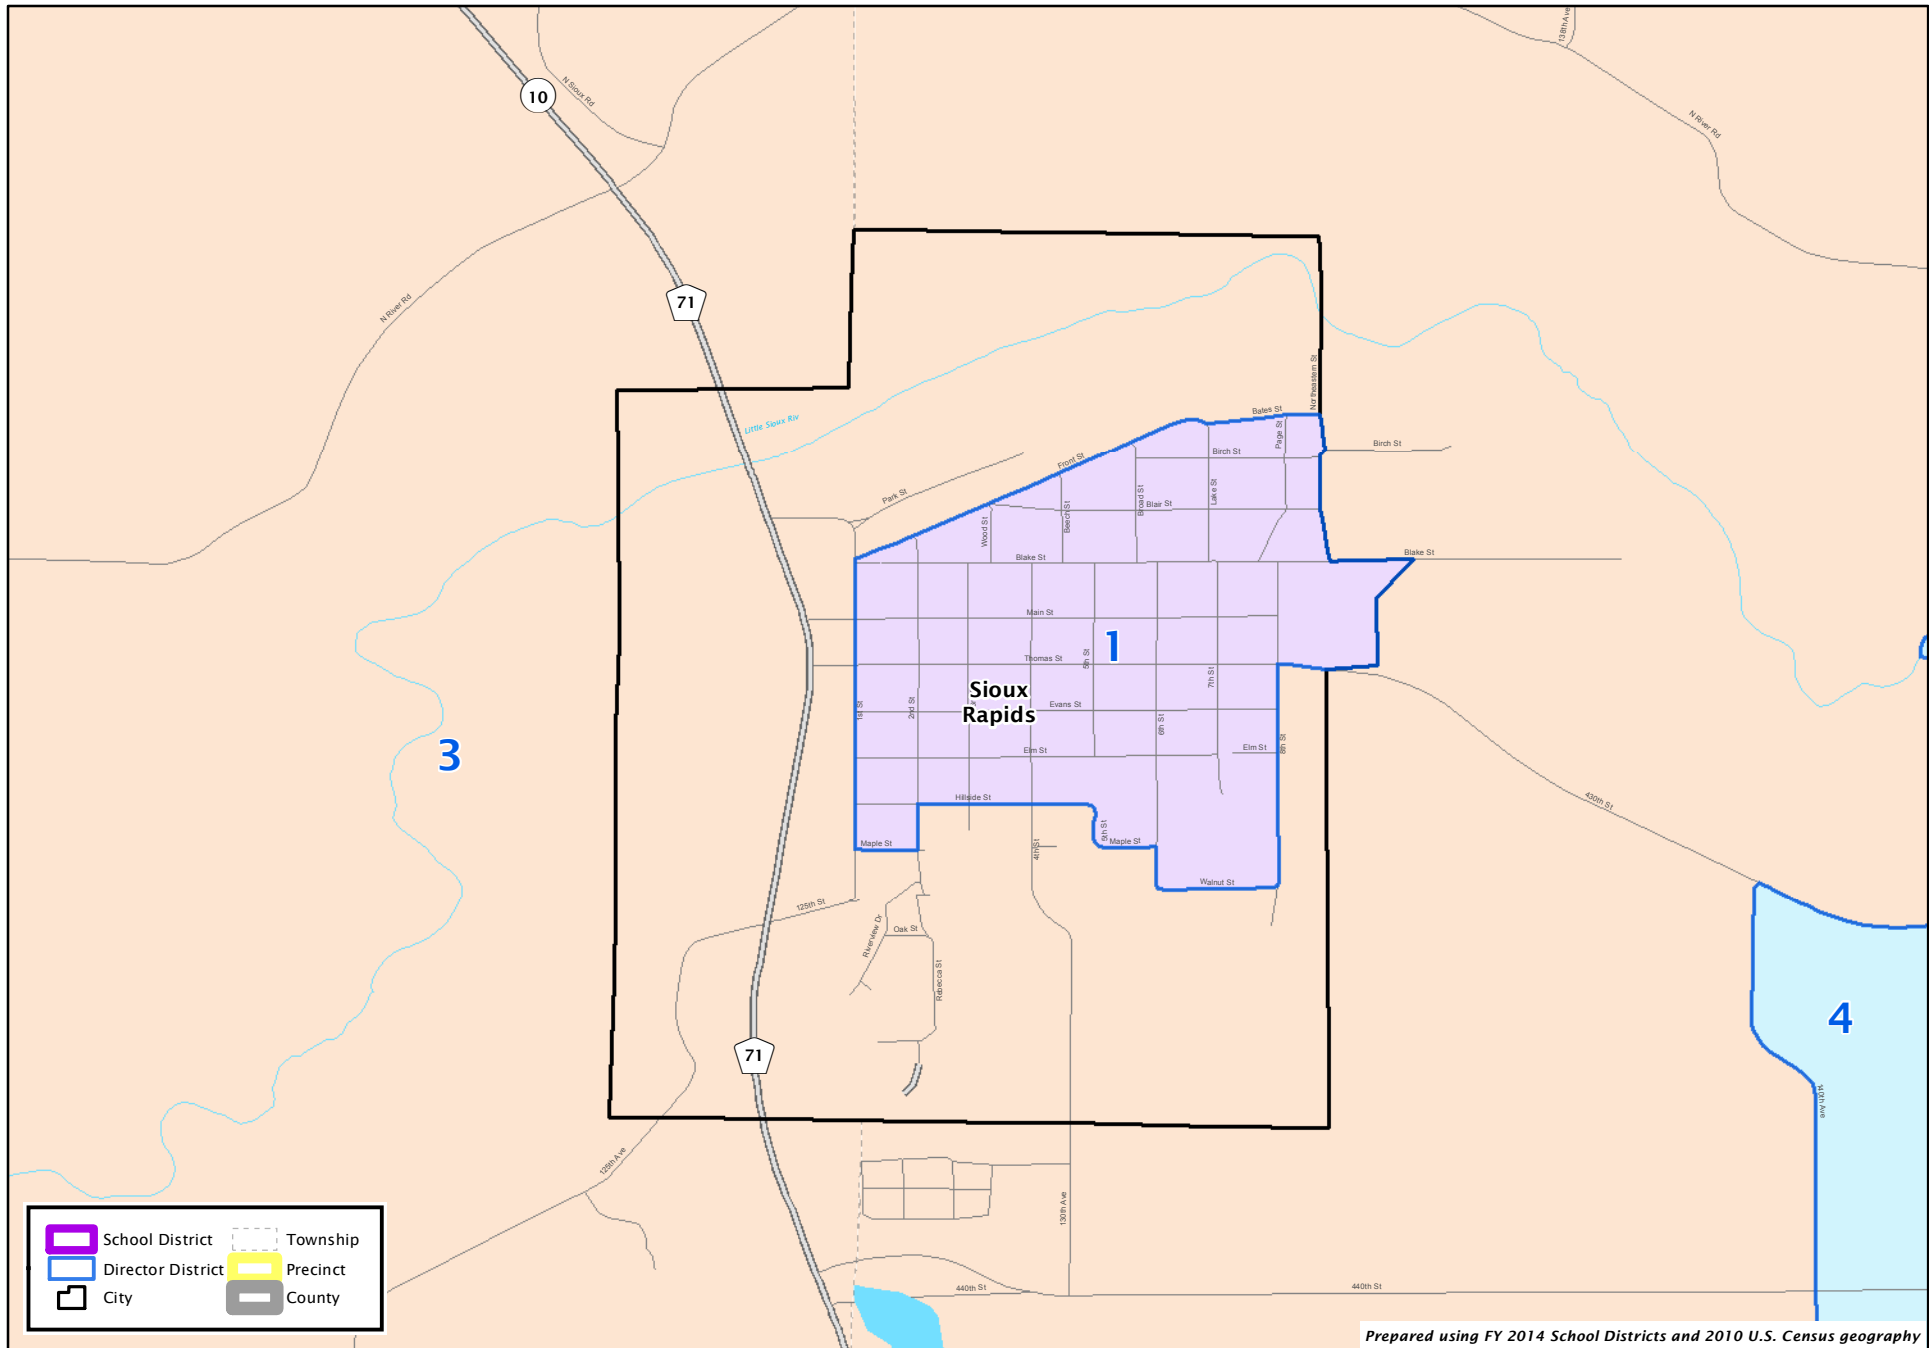 138th Ave
N Sioux Rd
10
N River Rd
N River Rd
71
Northeastern St
Little Sioux Riv
Bates St
Page St
Birch St
Birch St
Front St
Park St
Broad St
Lake St
Blair St
Beech St
Wood St
Blake St
Blake St
Main St
1
Thomas St
5th St
7th St
Sioux
Rapids
1st St
2nd St
Evans St
6th St
8th St
Elm St
Elm St
3
Hillside St
430th St
5th St
Maple St
Maple St
4th St
Walnut St
125th St
Riverview Dr
Oak St
Rebecca St
4
71
140th Ave
125th Ave
130th Ave
440th St
440th St
School District
Township
Director District
Precinct
City
County
Prepared using FY 2014 School Districts and 2010 U.S. Census geography